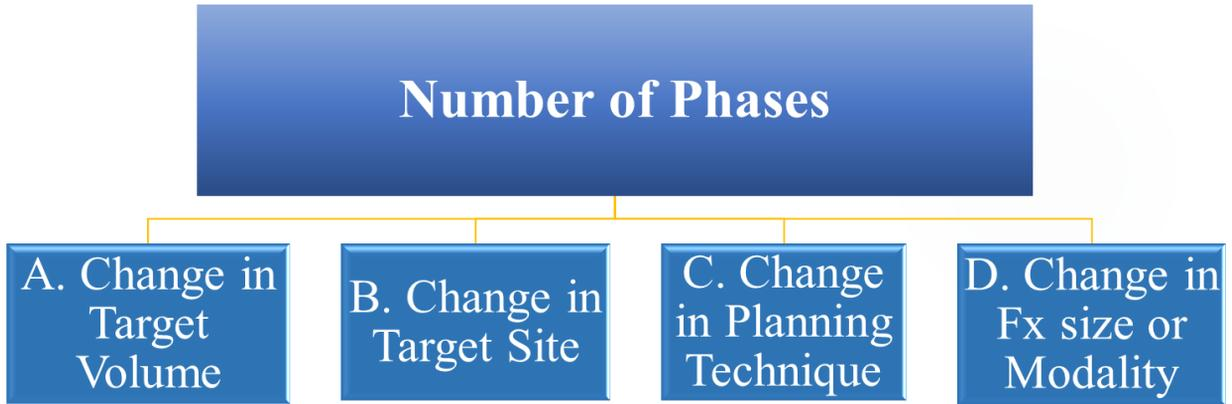 Number of Phases
A. Change in
Target
Volume
B. Change in
Target Site
C. Change
in Planning
Technique
D. Change in
Fx size or
Modality